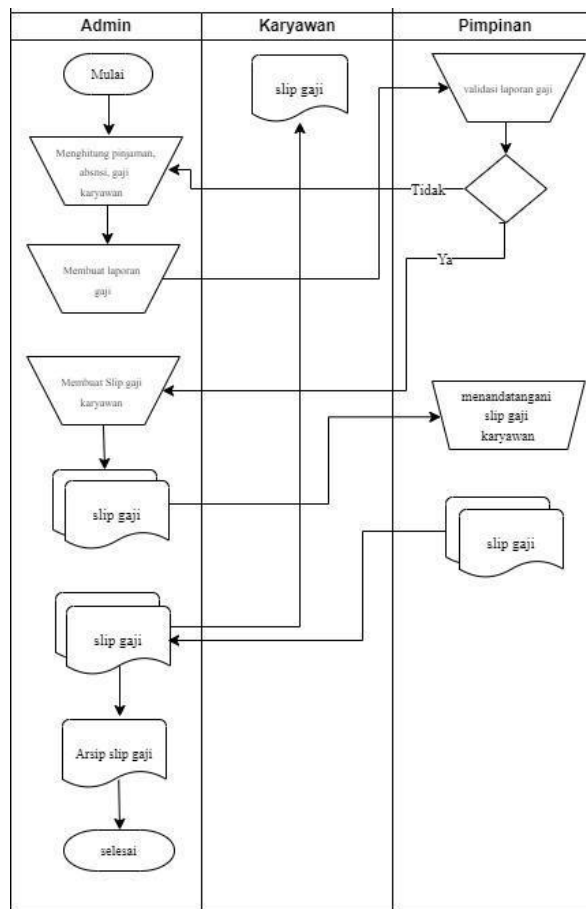 Admin
Karyawan
Pimpinan
Mulai
slip gaji
validasi laporan gaji
Menghitung pinjaman,
absnsi, gaji
karyawan
Tidak
Membuat laporan
gaji
Ya
Membuat Slip gaji
karyawan
menandatangani
slip gaji
karyawan
slip gaji
slip gaji
slip gaji
Arsip slip gaji
selesai